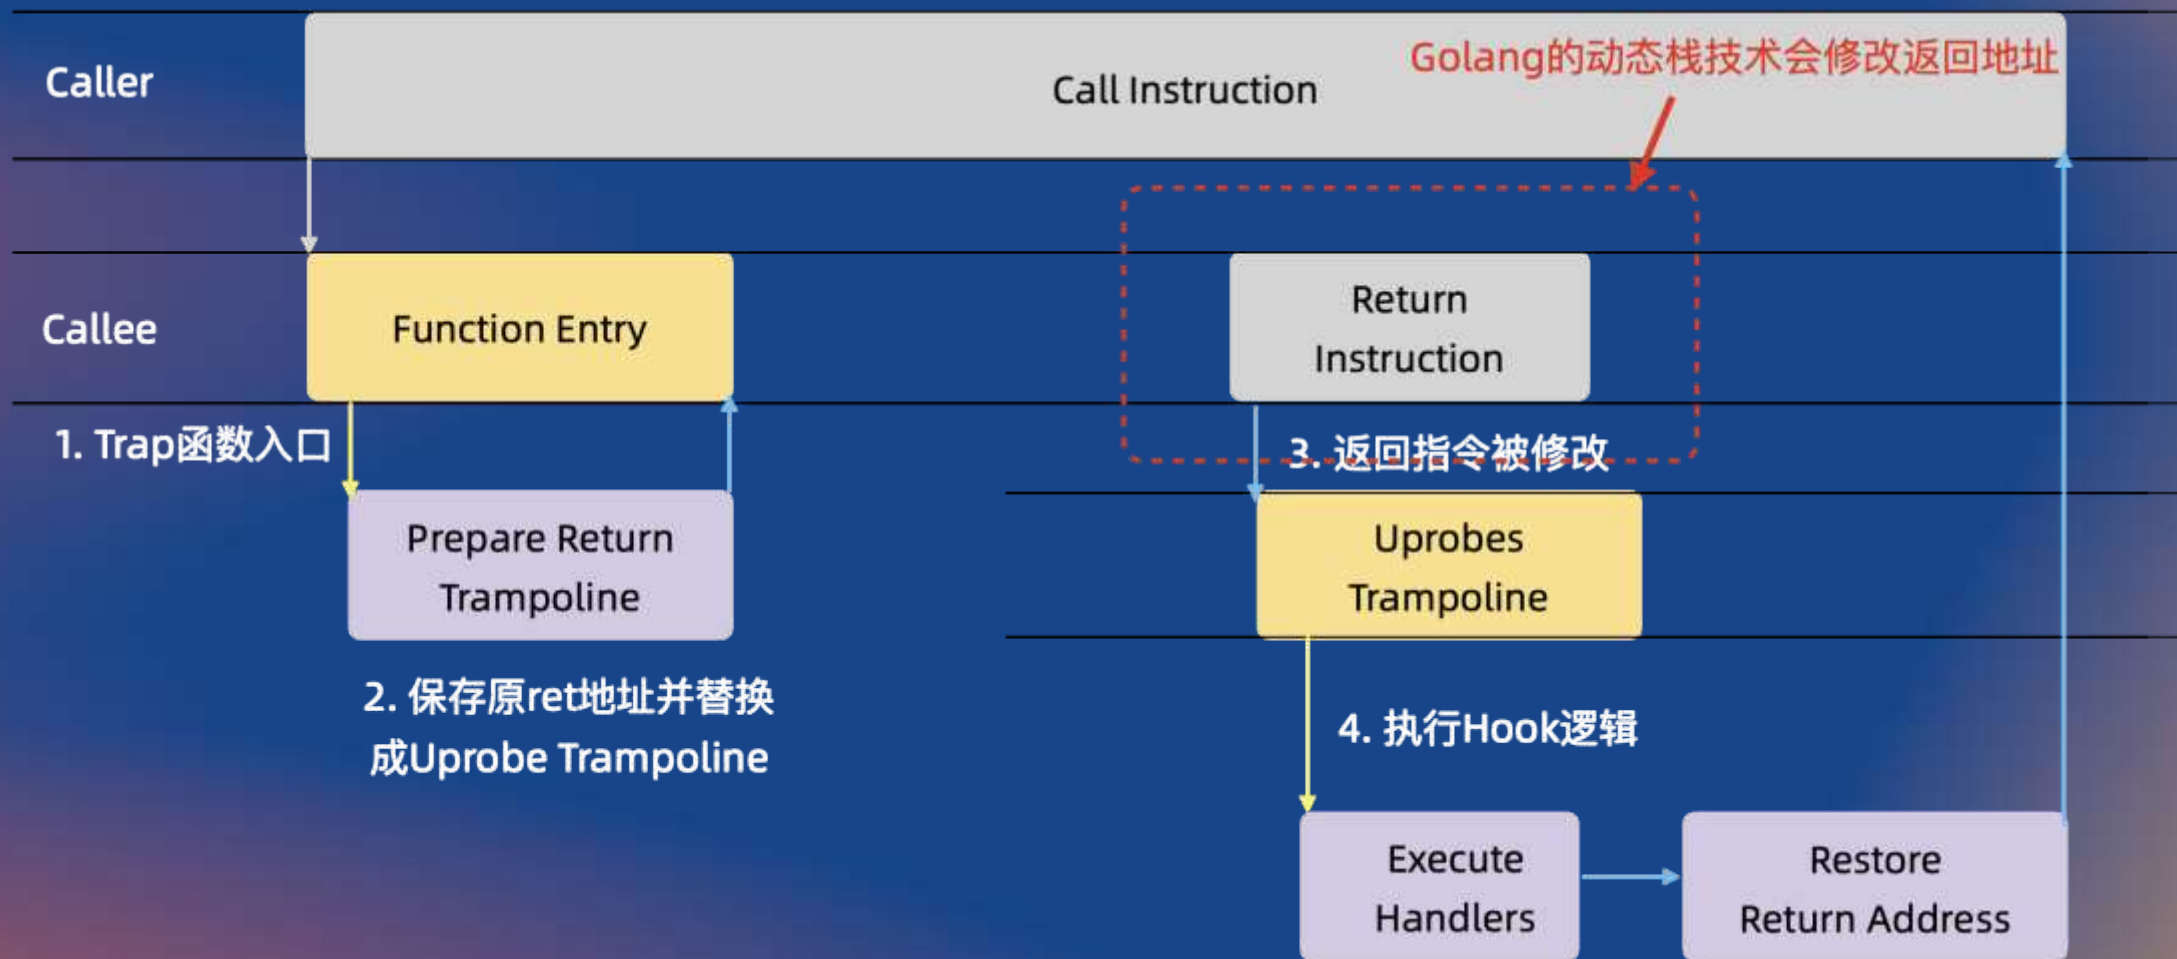 Caller
Call Instruction
Golang的动态栈技术会修改返回地址
Callee
Function Entry
Return
Instruction
1. Trap函数入口
3. 返回指令被修改
Prepare Return
Trampoline
Uprobes
Trampoline
2. 保存原ret地址并替换
成Uprobe Trampoline
4. 执行Hook逻辑
Execute
Handlers
Restore
Return Address